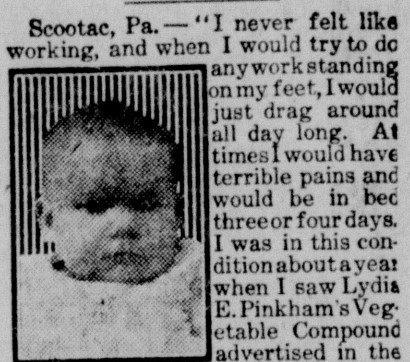 Scootac, Pa. — "I never felt like
working, and when I would try to do
any work standing
on my feet, I would
just drag around
all day long. At
times I would have
terrible pains and
would be in bed
three or four days.
I was in this con-
dition about a year
when I saw Lydia
E. Pinkham's Veg-
etable Compound
advertised in the